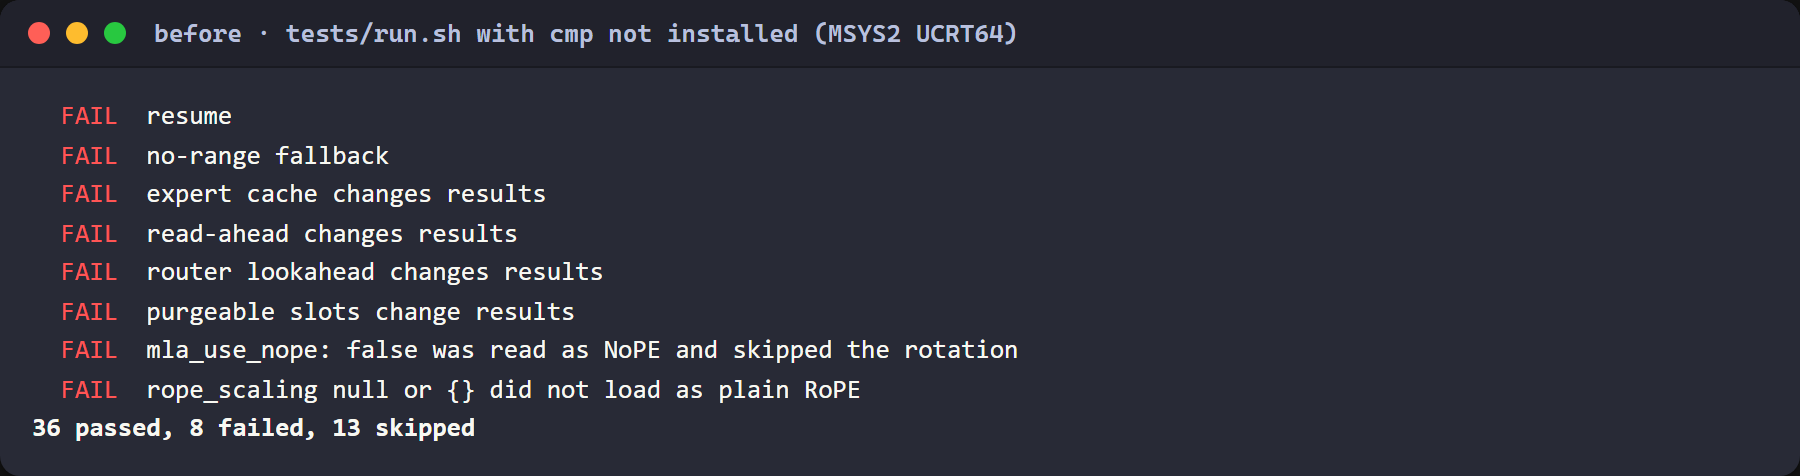 before · tests/run.sh with cmp not installed (MSYS2 UCRT64)
FAIL resume
FAIL no-range fallback
FAIL expert cache changes results
FAIL read-ahead changes results
FAIL router lookahead changes results
FAIL purgeable slots change results
FAIL mla_use_nope: false was read as NoPE and skipped the rotation
FAIL rope_scaling null or {} did not load as plain RoPE
36 passed, 8 failed, 13 skipped